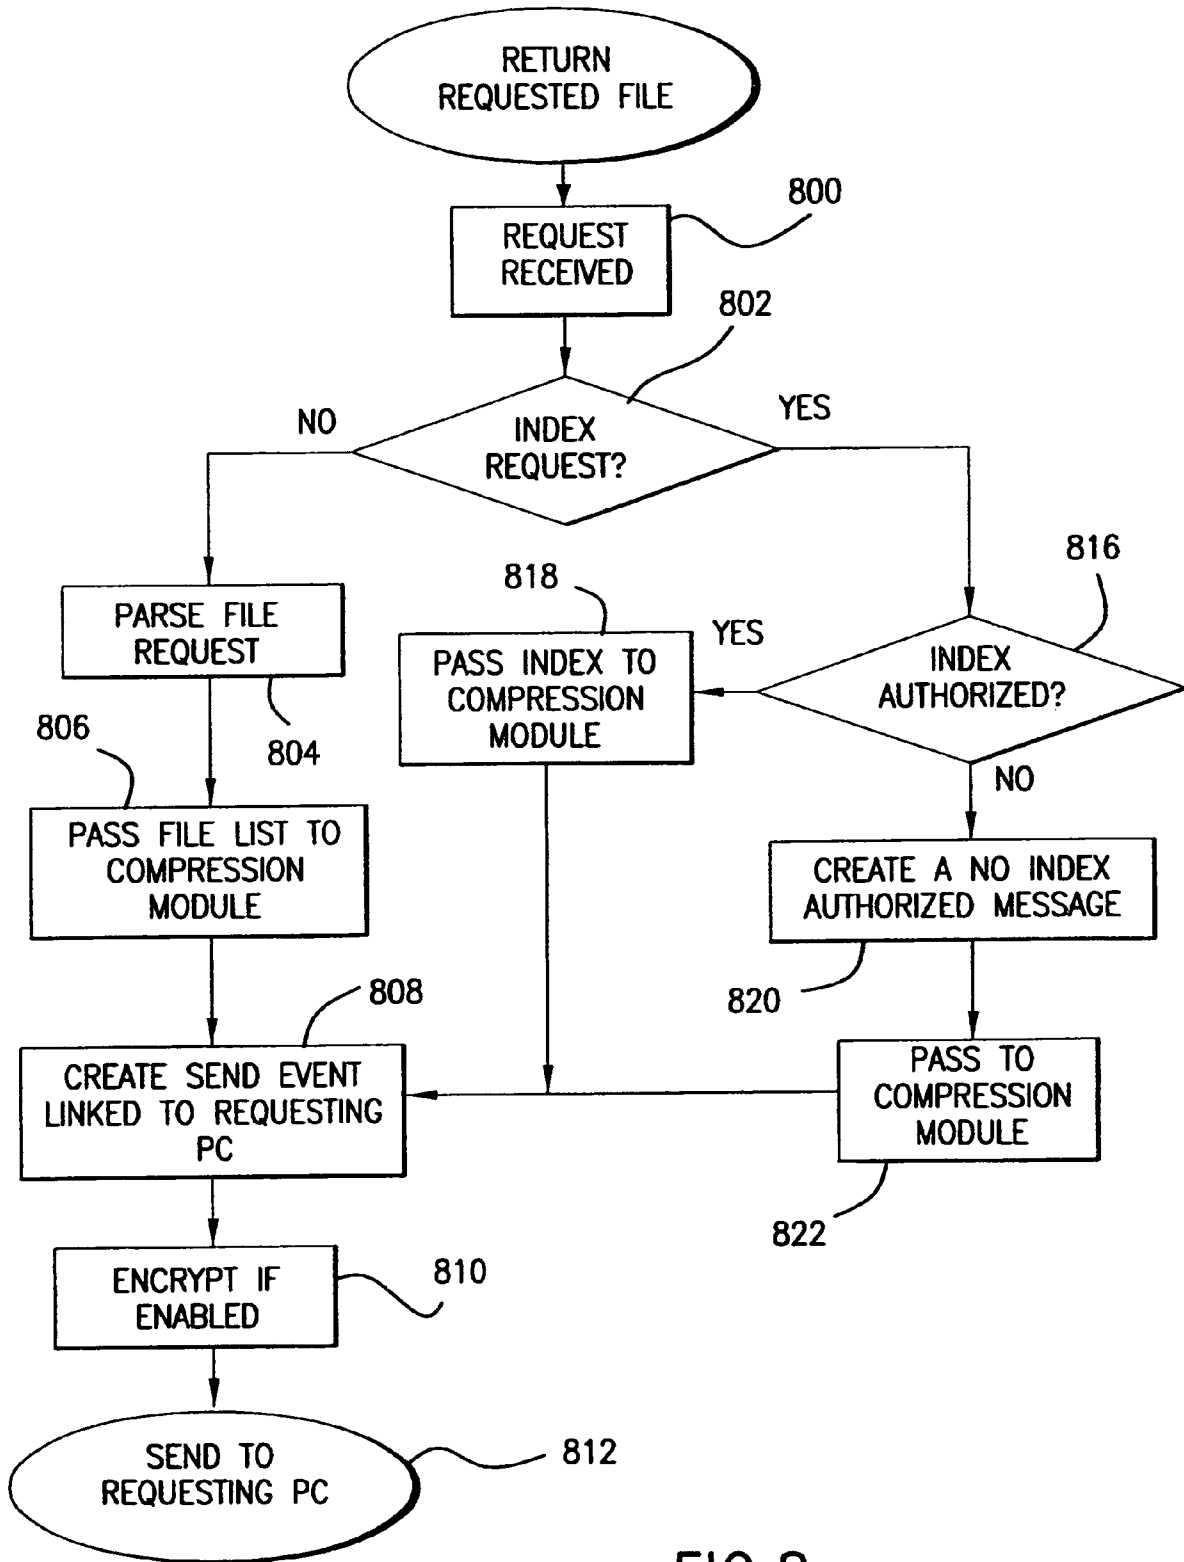 RETURN
REQUESTED FILE
800
REQUEST
RECEIVED
802
NO
INDEX
REQUEST?
YES
816
818
PARSE FILE
REQUEST
804
YES
PASS INDEX TO
COMPRESSION
MODULE
INDEX
AUTHORIZED?
NO
806
PASS FILE LIST TO
COMPRESSION
MODULE
CREATE A NO INDEX
AUTHORIZED MESSAGE
820
808
CREATE SEND EVENT
LINKED TO REQUESTING
PC
PASS TO
COMPRESSION
MODULE
822
ENCRYPT IF
ENABLED
810
SEND TO
REQUESTING PC
812